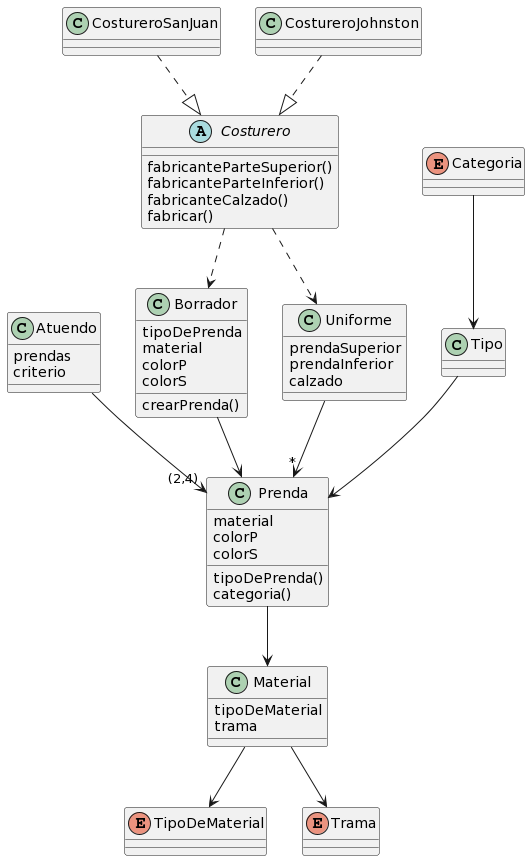 C CostureroSanJuan
C CostureroJohnston
A Costurero
fabricanteParteSuperior()
fabricanteParteInferior()
fabricanteCalzado()
fabricar()
E Categoria
C Atuendo
prendas
criterio
C Borrador
tipoDePrenda
material
colorP
colorS
crearPrenda()
C Uniforme
prendaSuperior
prendaInferior
calzado
C Tipo
(2,4)
*
C Prenda
material
colorP
colorS
tipoDePrenda()
categoria()
C Material
tipoDeMaterial
trama
E TipoDeMaterial
E Trama